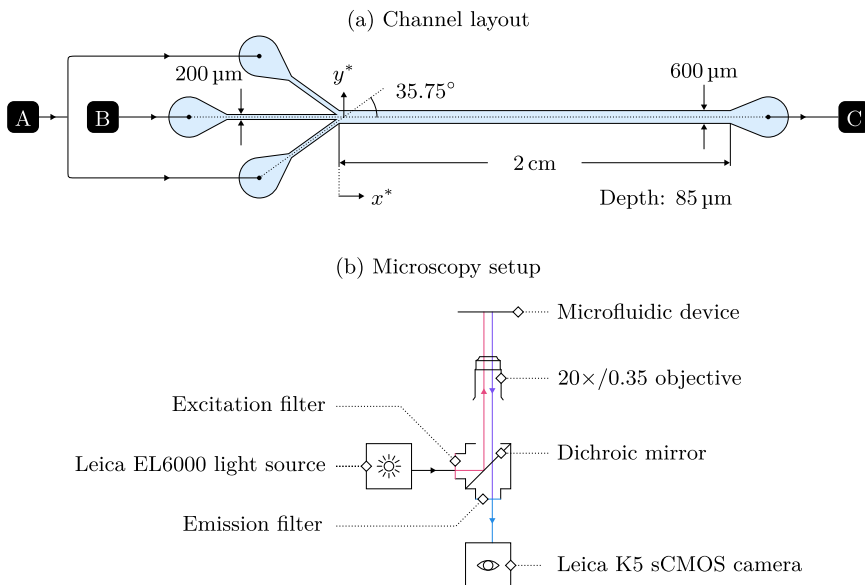 (a) Channel layout
200 µm
y*
35.75°
600 µm
A
B
C
2 cm
x*
Depth: 85 µm
(b) Microscopy setup
Microfluidic device
20×/0.35 objective
Excitation filter
Dichroic mirror
Leica EL6000 light source
Emission filter
Leica K5 sCMOS camera